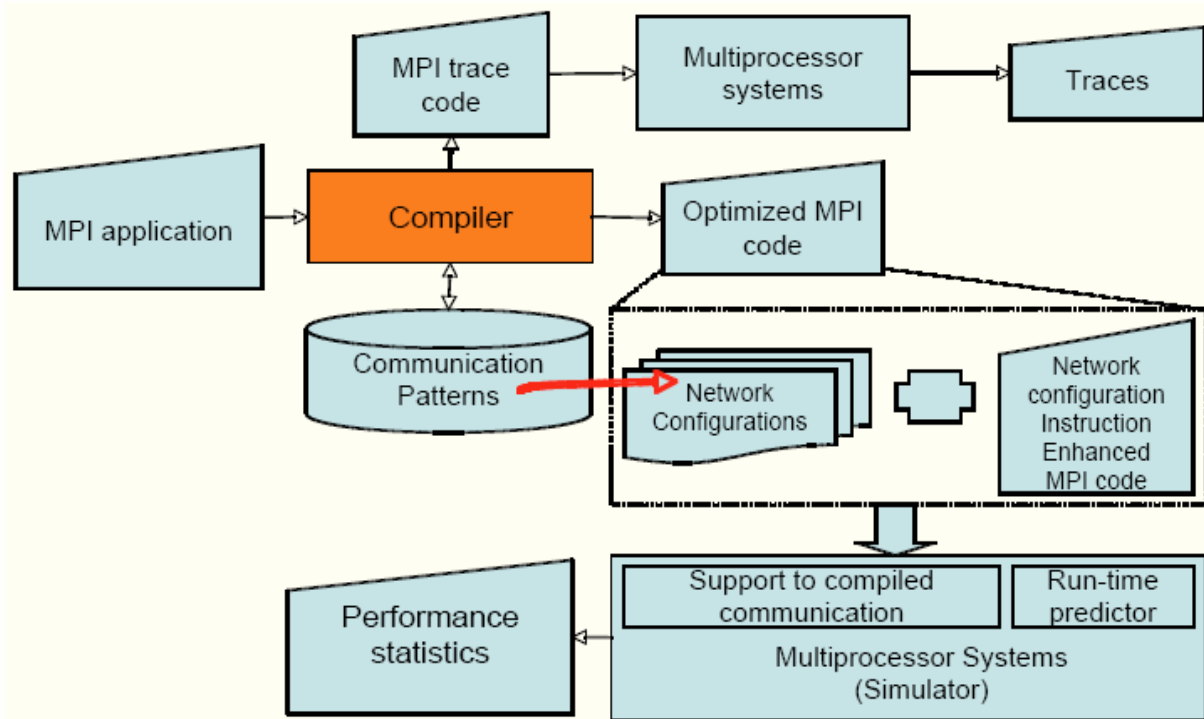 MPI trace
code
Multiprocessor
systems
Traces
MPI application
Compiler
Optimized MPI
code
Communication
Patterns
Network
Configurations
Network
configuration
Instruction
Enhanced
MPI code
Performance
statistics
Support to compiled
communication
Run-time
predictor
Multiprocessor Systems
(Simulator)